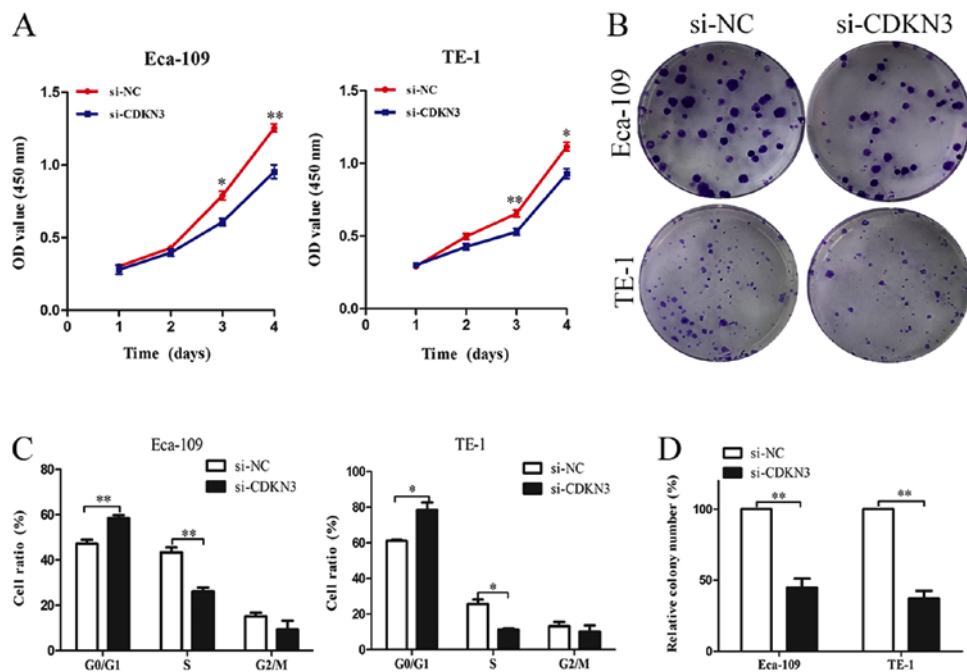 A
Eca-109
si-NC
si-CDKN3
**
*
OD value (450 nm)
1.5
1.0
0.5
0.0
0
1
2
3
4
Time (days)
TE-1
si-NC
si-CDKN3
*
**
OD value (450 nm)
1.5
1.0
0.5
0.0
0
1
2
3
4
Time (days)
B
si-NC
si-CDKN3
Eca-109
TE-1
C
Eca-109
si-NC
si-CDKN3
**
**
Cell ratio (%)
80
60
40
20
0
G0/G1
S
G2/M
TE-1
si-NC
si-CDKN3
*
*
Cell ratio (%)
100
80
60
40
20
0
G0/G1
S
G2/M
D
si-NC
si-CDKN3
**
**
Relative colony number (%)
100
50
0
Eca-109
TE-1